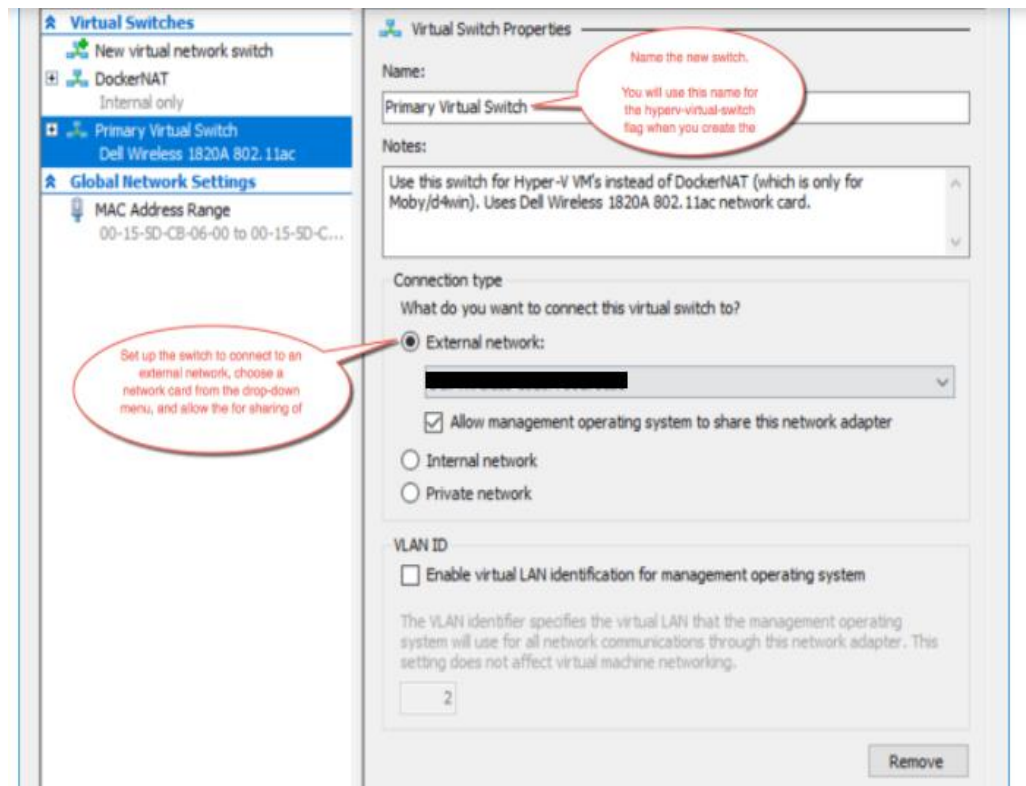 Virtual Switches
New virtual network switch
DockerNAT
Internal only
Primary Virtual Switch
Dell Wireless 1820A 802.11ac
Global Network Settings
MAC Address Range
00-15-5D-CB-06-00 to 00-15-5D-C...
Set up the switch to connect to an
external network, choose a
network card from the drop-down
menu, and allow the for sharing of
Virtual Switch Properties
Name the new switch.
You will use this name for
the hyperv-virtual-switch
flag when you create the
Name:
Primary Virtual Switch
Notes:
Use this switch for Hyper-V VM's instead of DockerNAT (which is only for
Moby/d4win). Uses Dell Wireless 1820A 802.11ac network card.
Connection type
What do you want to connect this virtual switch to?
External network:
Allow management operating system to share this network adapter
Internal network
Private network
VLAN ID
Enable virtual LAN identification for management operating system
The VLAN identifier specifies the virtual LAN that the management operating
system will use for all network communications through this network adapter. This
setting does not affect virtual machine networking.
2
Remove